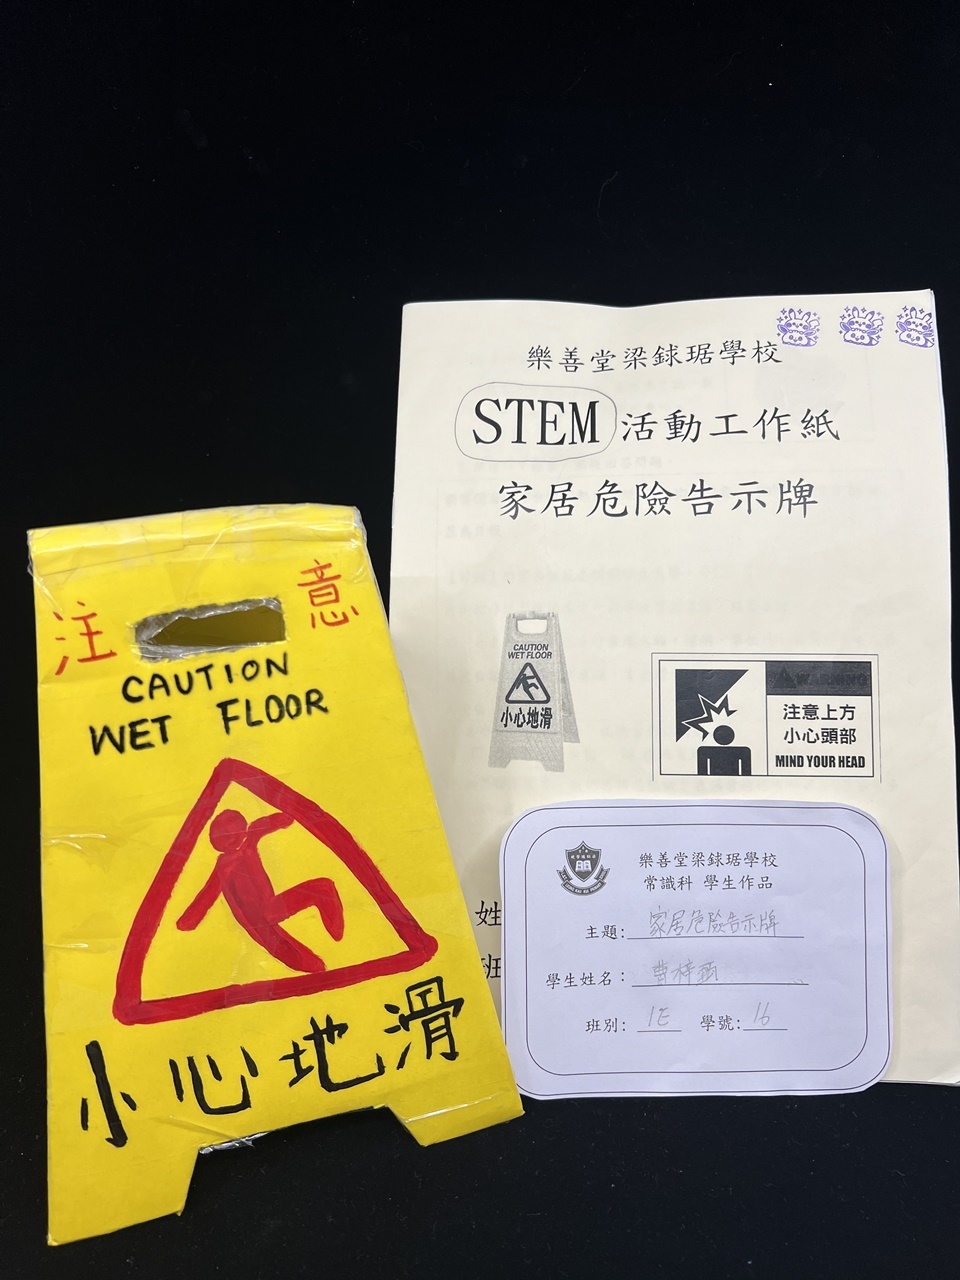 注意
CAUTION
WET FLOOR
小心地滑
樂善堂梁銶琚學校
STEM 活動工作紙
家居危險告示牌
CAUTION
WET FLOOR
小心地滑
WARNING
注意上方
小心頭部
MIND YOUR HEAD
姓
班
樂善堂梁銶琚學校
常識科 學生作品
主題：家居危險告示牌
學生姓名：曹梓
班別：1E 學號：16